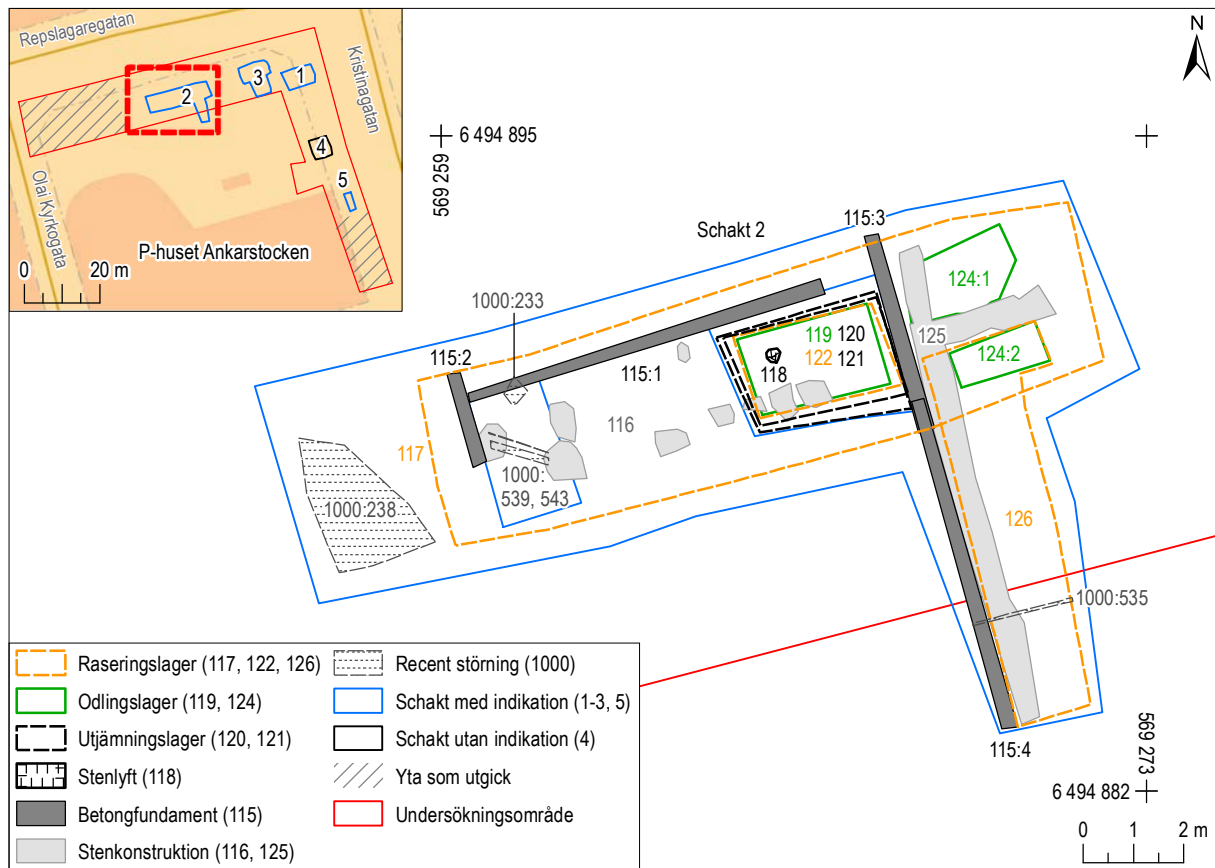 Repslagaregatan
Kristinagatan
Olai Kyrkogata
1
2
3
4
5
P-huset Ankarstocken
0 20 m
N
6 494 895
569 259
Schakt 2
115:3
1000:233
124:1
119 120
122 121
118
125
124:2
115:2
115:1
116
117
1000:
539, 543
1000:238
126
1000:535
115:4
569 273
6 494 882
0 1 2 m
Raseringslager (117, 122, 126)
Odlingslager (119, 124)
Utjämningslager (120, 121)
Stenlyft (118)
Betongfundament (115)
Stenkonstruktion (116, 125)
Recent störning (1000)
Schakt med indikation (1-3, 5)
Schakt utan indikation (4)
Yta som utgick
Undersökningsområde